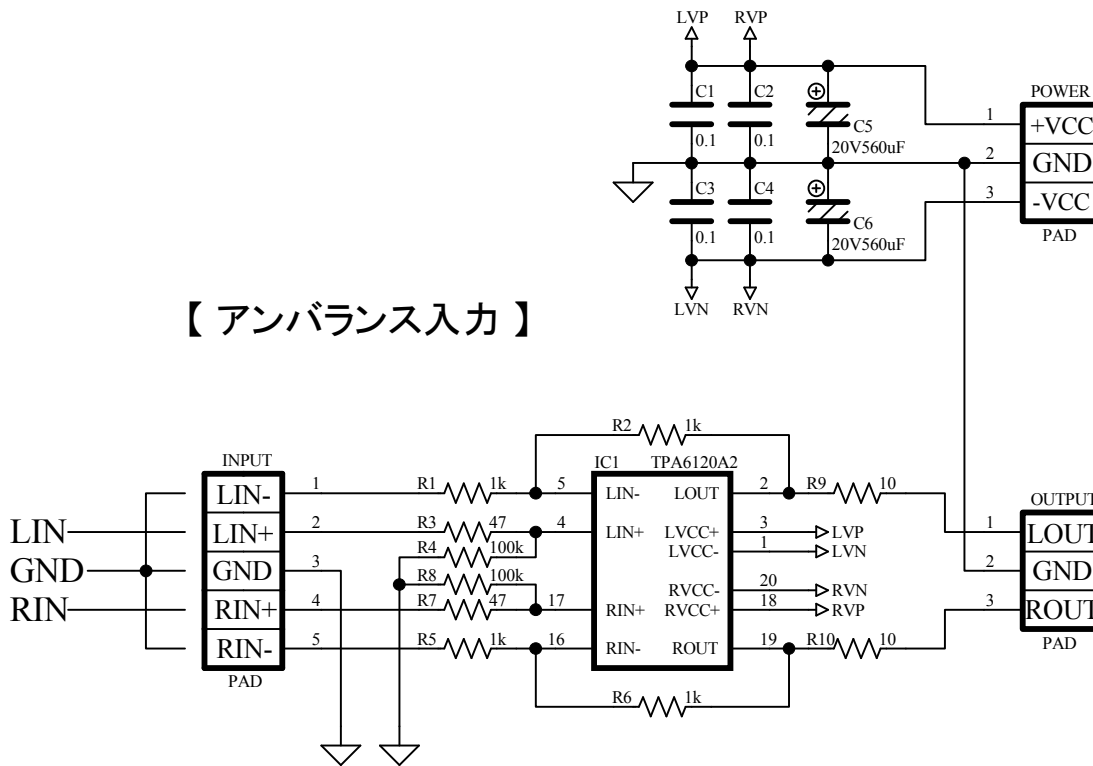 LVP RVP
C1 C2
0.1 0.1
C5
20V560uF
C3 C4
0.1 0.1
C6
20V560uF
LVN RVN
POWER
1 +VCC
2 GND
3 -VCC
PAD
【 アンバランス入力 】
LIN
GND
RIN
INPUT
LIN- 1
LIN+ 2
GND 3
RIN+ 4
RIN- 5
PAD
R2 1k
R1 1k 5
R3 47 4
R4 100k
R8 100k
R7 47 17
R5 1k 16
R6 1k
IC1 TPA6120A2
LIN- LOUT 2
LIN+ LVCC+ 3 LVP
LVCC- 1 LVN
RVCC- 20 RVN
RIN+ RVCC+ 18 RVP
RIN- ROUT 19
R9 10
R10 10
OUTPUT
1 LOUT
2 GND
3 ROUT
PAD